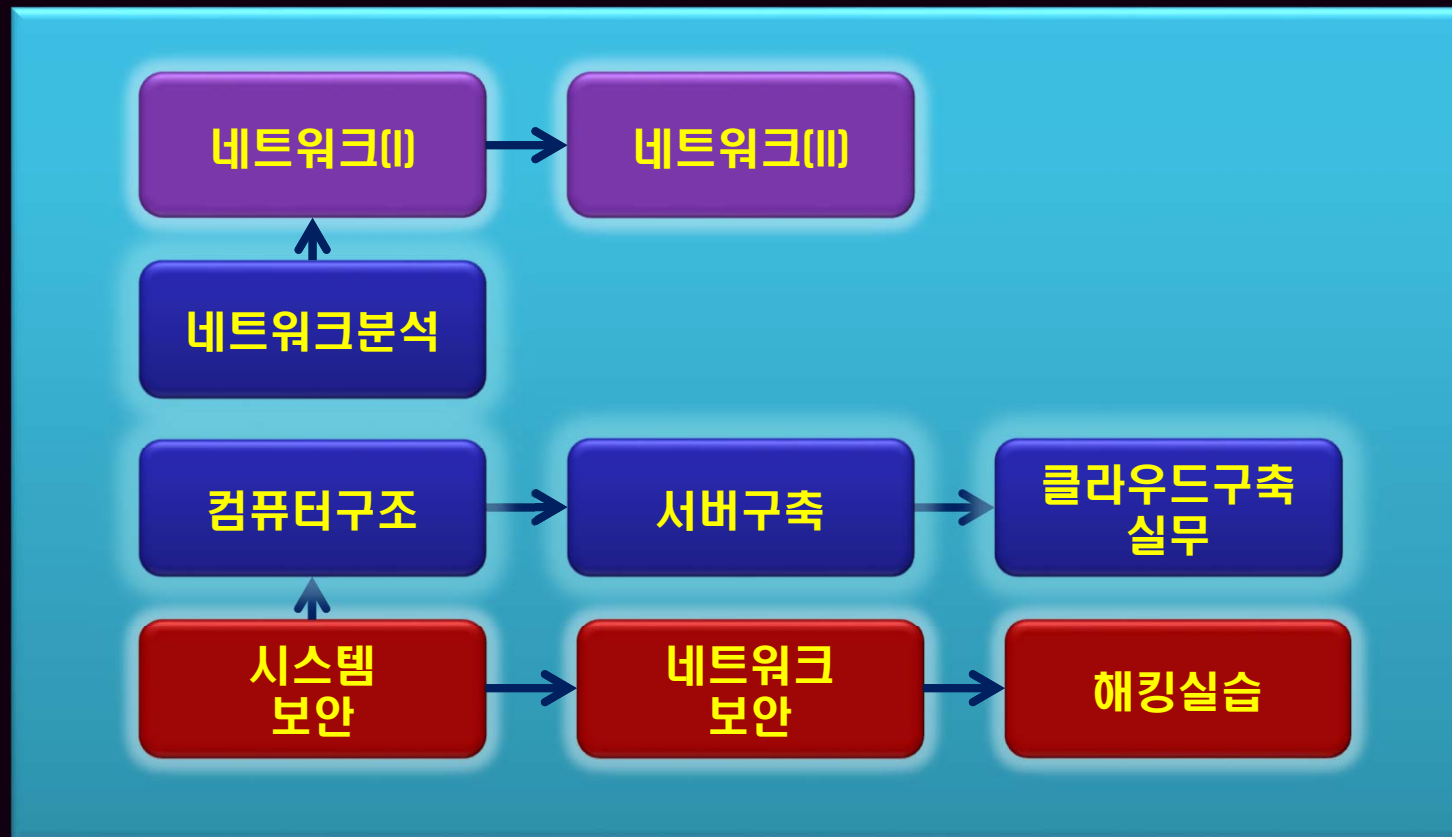 네트워크(I)
네트워크(II)
네트워크분석
컴퓨터구조
서버구축
클라우드구축
실무
시스템
보안
네트워크
보안
해킹실습